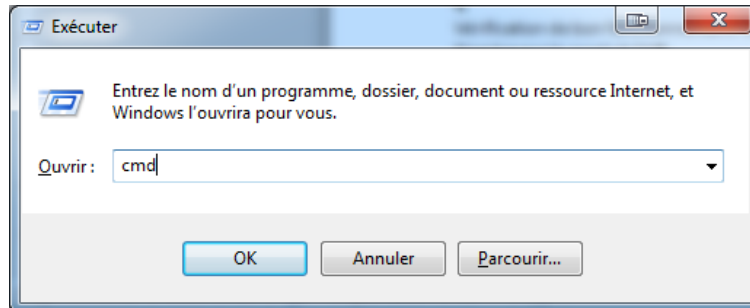 Exécuter
Entrez le nom d'un programme, dossier, document ou ressource Internet, et
Windows l'ouvrira pour vous.
Ouvrir : cmd
OK Annuler Parcourir...